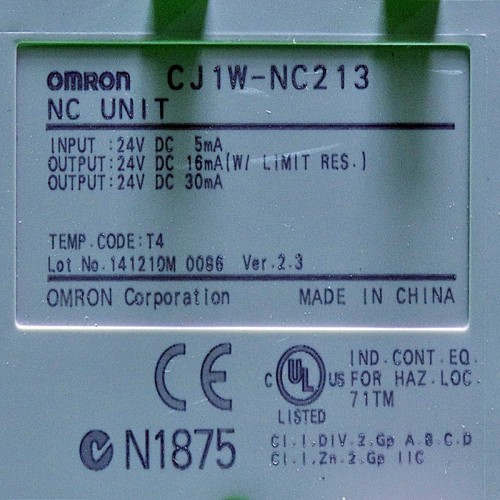 OMRON CJ1W-NC213
NC UNIT
INPUT :24V DC 5mA
OUTPUT:24V DC 16mA(W/ LIMIT RES.)
OUTPUT:24V DC 30mA
TEMP.CODE:T4
Lot No.141210M 0086 Ver.2.3
OMRON Corporation MADE IN CHINA
CE
C UL US
LISTED
IND.CONT.EQ.
FOR HAZ.LOC.
71TM
N1875
Cl.I.DIV.2.Gp A.B.C.D
Cl.I.Zn.2.Gp IIC